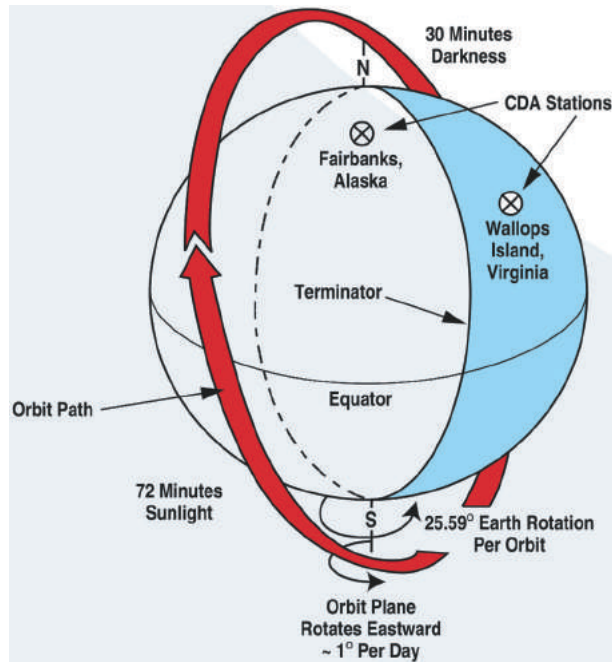 30 Minutes
Darkness
N
CDA Stations
Fairbanks,
Alaska
Wallops
Island,
Virginia
Terminator
Equator
Orbit Path
72 Minutes
Sunlight
S
25.59° Earth Rotation
Per Orbit
Orbit Plane
Rotates Eastward
~ 1° Per Day